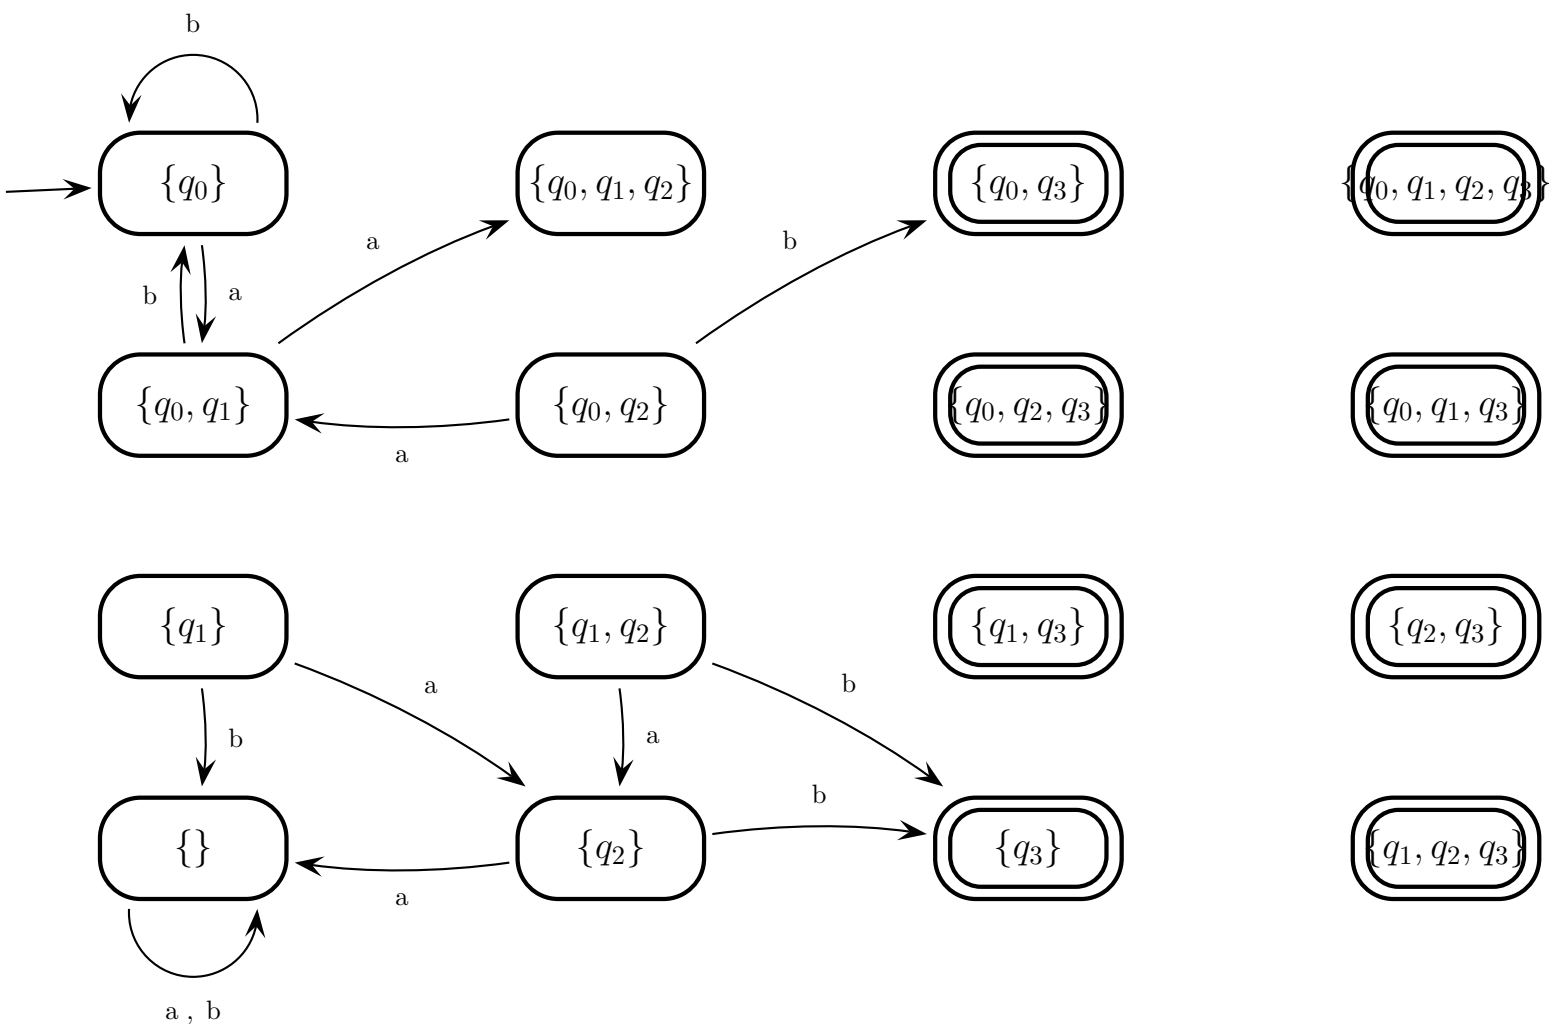 b
{q₀} {q₀, q₁, q₂} {q₀, q₃} {q₀, q₁, q₂, q₃}
a b
b a
{q₀, q₁} {q₀, q₂} {q₀, q₂, q₃} {q₀, q₁, q₃}
a
{q₁} {q₁, q₂} {q₁, q₃} {q₂, q₃}
a b
b a
b
{} {q₂} {q₃} {q₁, q₂, q₃}
a
a , b